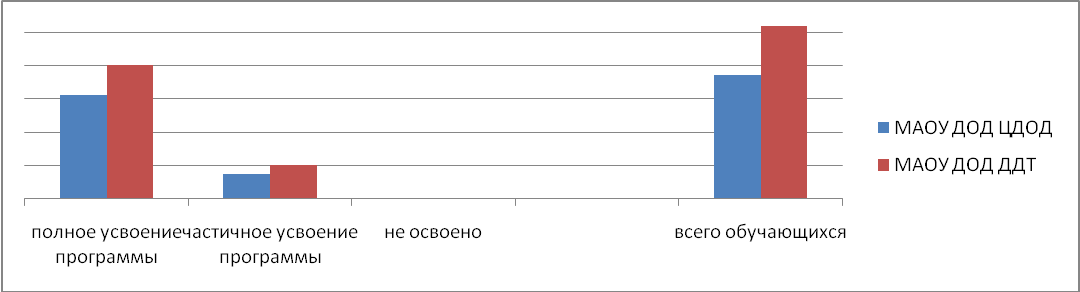 полное усвоение программы
частичное усвоение программы
не освоено
всего обучающихся
МАОУ ДОД ЦДОД
МАОУ ДОД ДДТ